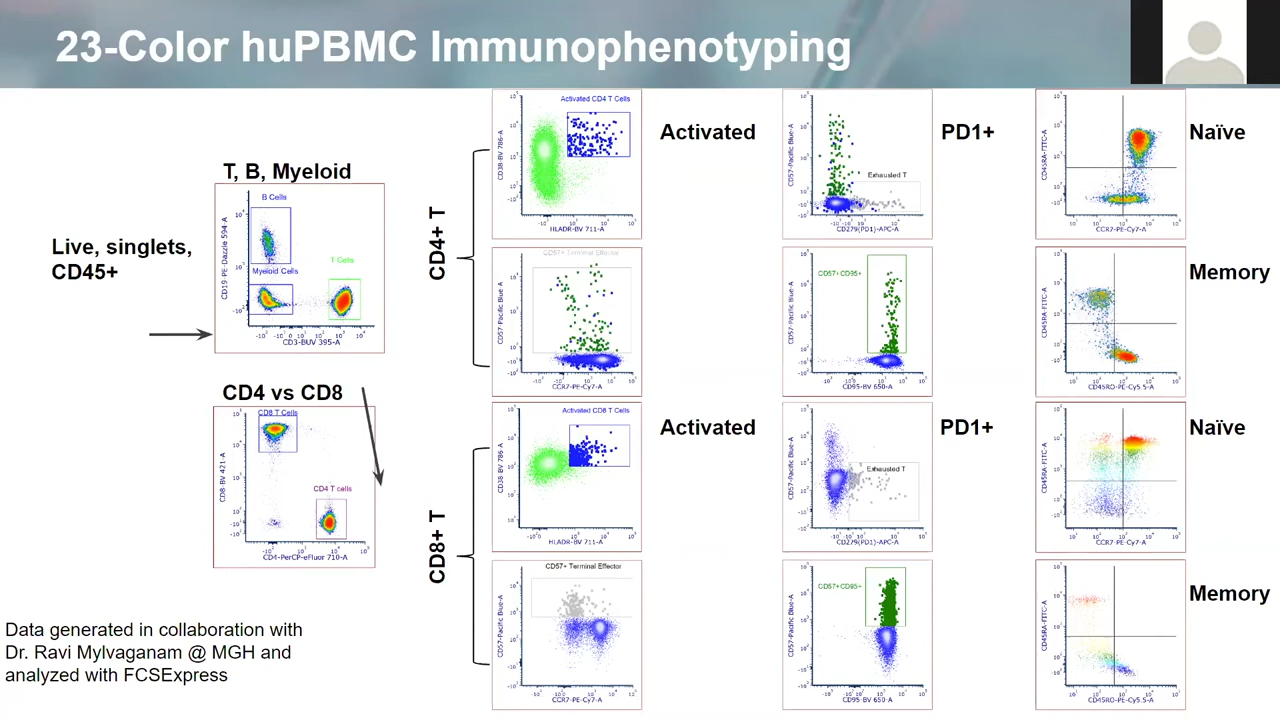 23-Color huPBMC Immunophenotyping
T, B, Myeloid
Live, singlets,
CD45+
B Cells
Myeloid Cells
T Cells
CD19-PE-Dazzle 594-A
CD3-BUV 395-A
CD4 vs CD8
CD8 T Cells
CD4 T cells
CD8-BV 421-A
CD4-PerCP-eFluor 710-A
Data generated in collaboration with
Dr. Ravi Mylvaganam @ MGH and
analyzed with FCSExpress
CD4+ T
Activated CD4 T Cells
CD38-BV 786-A
HLADR-BV 711-A
Activated
CD57-Pacific Blue-A
Exhausted T
CD279(PD1)-APC-A
PD1+
CD45RA-FITC-A
CCR7-PE-Cy7-A
Naïve
CD57+ Terminal Effector
CD57-Pacific Blue-A
CCR7-PE-Cy7-A
CD57+CD95+
CD57-Pacific Blue-A
CD95-BV 650-A
CD45RA-FITC-A
CD45RO-PE-Cy5.5-A
Memory
CD8+ T
Activated CD8 T Cells
CD38-BV 786-A
HLADR-BV 711-A
Activated
CD57-Pacific Blue-A
Exhausted T
CD279(PD1)-APC-A
PD1+
CD45RA-FITC-A
CCR7-PE-Cy7-A
Naïve
CD57+ Terminal Effector
CD57-Pacific Blue-A
CCR7-PE-Cy7-A
CD57+CD95+
CD57-Pacific Blue-A
CD95-BV 650-A
CD45RA-FITC-A
CD45RO-PE-Cy5.5-A
Memory